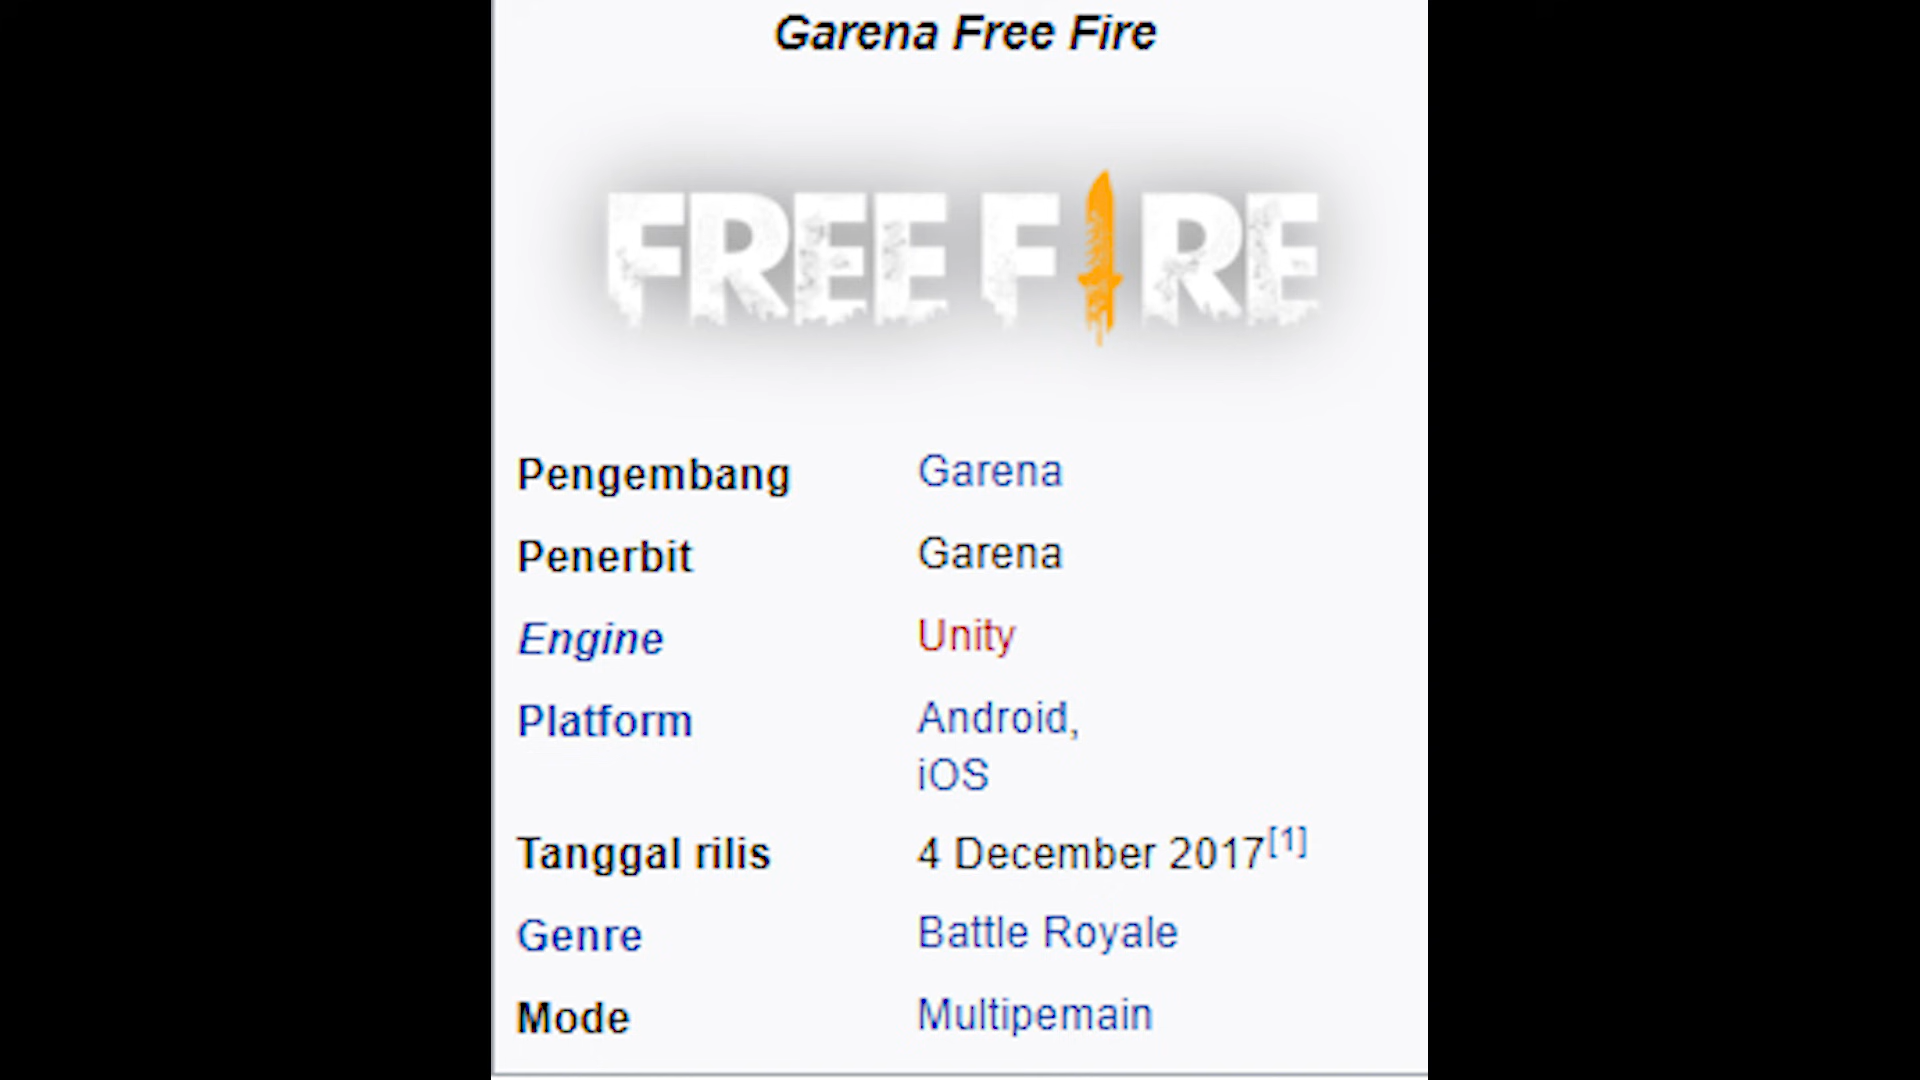 Garena Free Fire
FREE FIRE
Pengembang Garena
Penerbit Garena
Engine Unity
Platform Android,
iOS
Tanggal rilis 4 December 2017[1]
Genre Battle Royale
Mode Multipemain